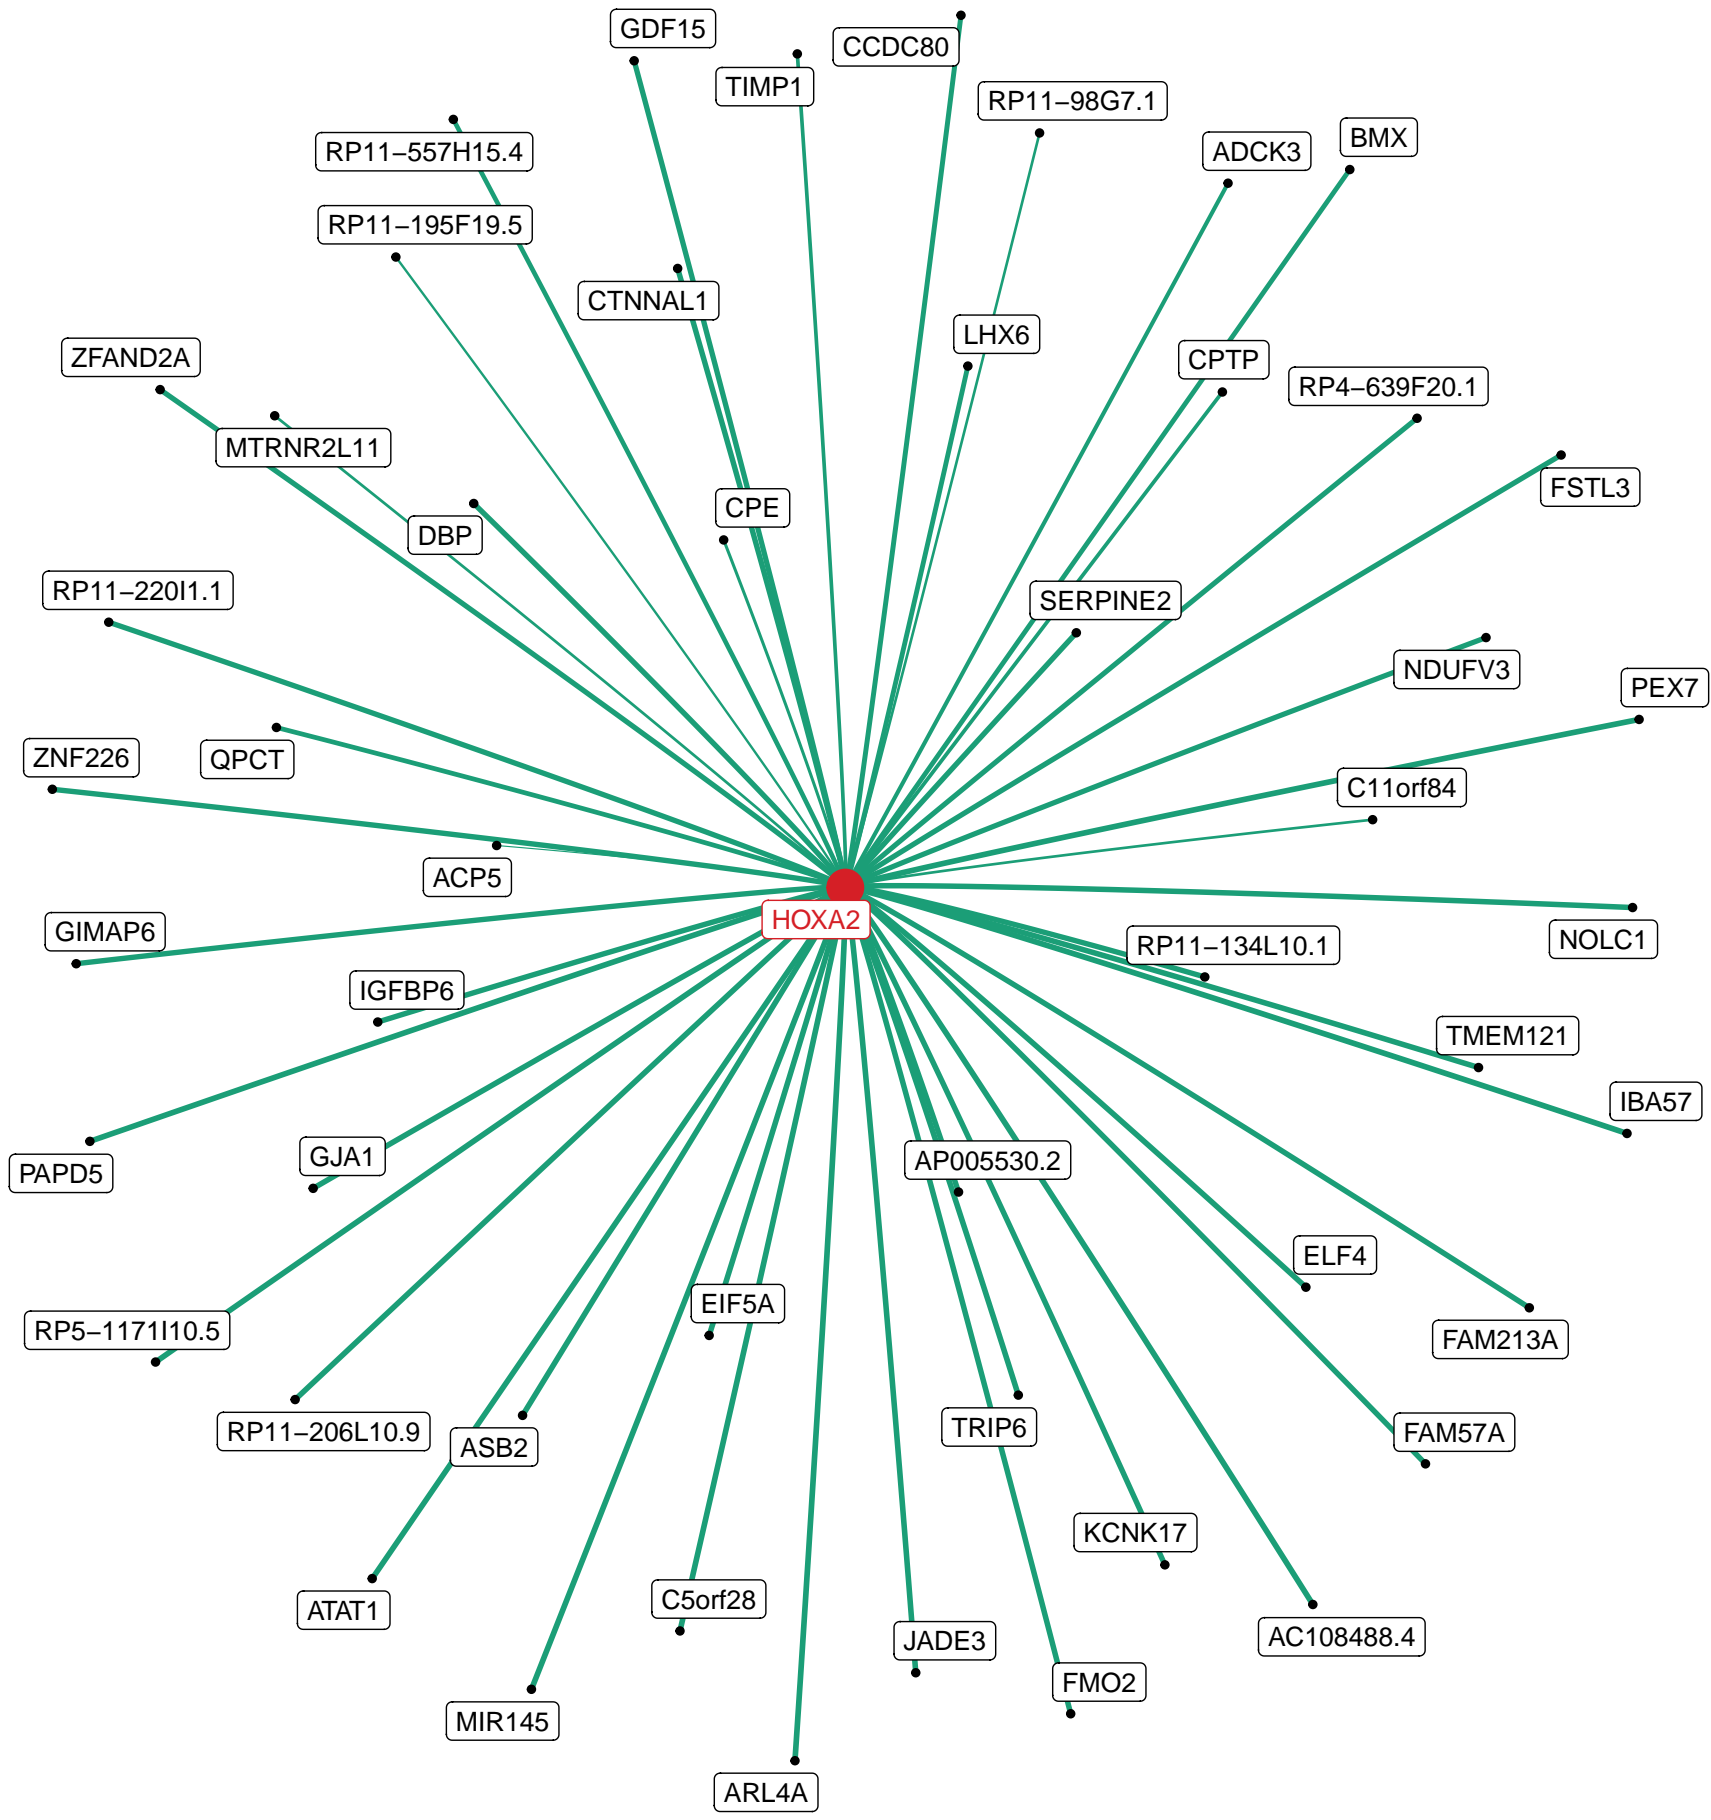 GDF15
CCDC80
TIMP1
RP11−98G7.1
BMX
RP11−557H15.4
ADCK3
RP11−195F19.5
CTNNAL1
LHX6
ZFAND2A
CPTP
RP4−639F20.1
MTRNR2L11
FSTL3
CPE
DBP
RP11−220I1.1
SERPINE2
NDUFV3
PEX7
ZNF226
QPCT
C11orf84
ACP5
HOXA2
GIMAP6
NOLC1
RP11−134L10.1
IGFBP6
TMEM121
IBA57
GJA1
AP005530.2
PAPD5
ELF4
EIF5A
RP5−1171I10.5
FAM213A
TRIP6
RP11−206L10.9
FAM57A
ASB2
KCNK17
C5orf28
ATAT1
AC108488.4
JADE3
FMO2
MIR145
ARL4A